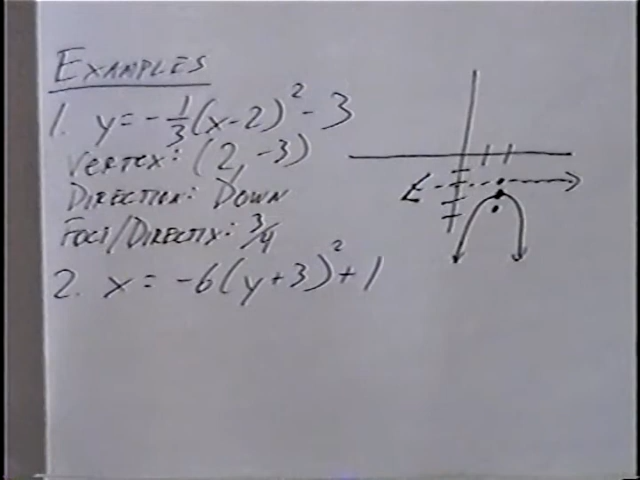 EXAMPLES
1. y = -1/3(x-2)² - 3
VERTEX: (2, -3)
DIRECTION: DOWN
FOCI/DIRECTIX: 3/4
2. x = -6(y+3)² + 1